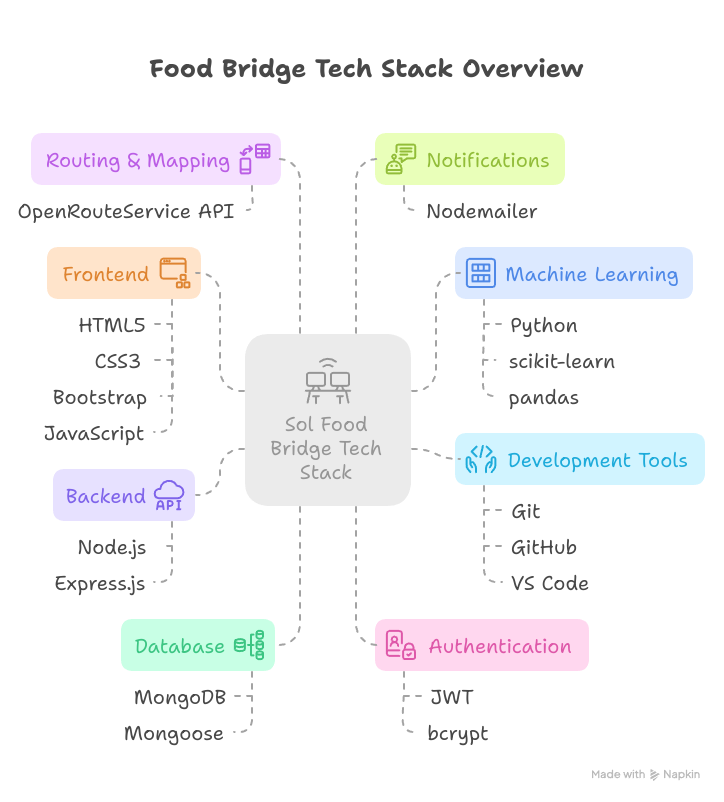 Food Bridge Tech Stack Overview
Routing & Mapping
OpenRouteService API
Frontend
HTML5
CSS3
Bootstrap
JavaScript
Backend
API
Node.js
Express.js
Database
MongoDB
Mongoose
Sol Food
Bridge Tech
Stack
Notifications
Nodemailer
Machine Learning
Python
scikit-learn
pandas
Development Tools
Git
GitHub
VS Code
Authentication
JWT
bcrypt
Made with Napkin